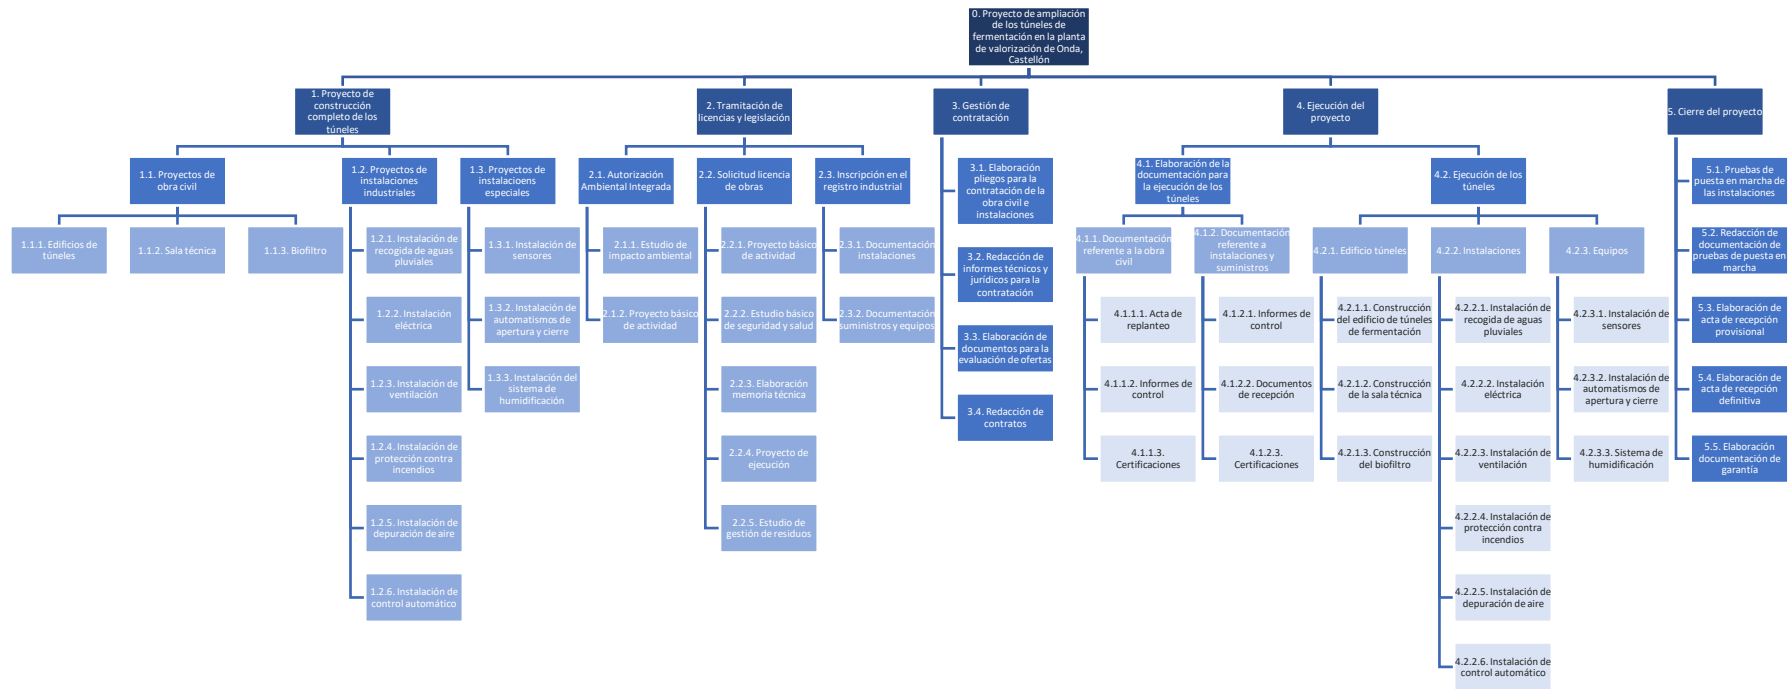 0. Proyecto de ampliación
de los túneles de
fermentación en la planta
de valorización de Onda,
Castellón
1. Proyecto de
construcción
completo de los
túneles
2. Tramitación de
licencias y legislación
3. Gestión de
contratación
4. Ejecución del
proyecto
5. Cierre del proyecto
1.1. Proyectos de
obra civil
1.2. Proyectos de
instalaciones
industriales
1.3. Proyectos de
instalacioens
especiales
2.1. Autorización
Ambiental Integrada
2.2. Solicitud licencia
de obras
2.3. Inscripción en el
registro industrial
3.1. Elaboración
pliegos para la
contratación de la
obra civil e
instalaciones
4.1. Elaboración de la
documentación para
la ejecución de los
túneles
4.2. Ejecución de los
túneles
5.1. Pruebas de
puesta en marcha de
las instalaciones
1.1.1. Edificios de
túneles
1.1.2. Sala técnica
1.1.3. Biofiltro
1.2.1. Instalación de
recogida de aguas
pluviales
1.3.1. Instalación de
sensores
2.1.1. Estudio de
impacto ambiental
2.2.1. Proyecto básico
de actividad
2.3.1. Documentación
instalaciones
3.2. Redacción de
informes técnicos y
jurídicos para la
contratación
4.1.1. Documentación
referente a la obra
civil
4.1.2. Documentación
referente a
instalaciones y
suministros
4.2.1. Edificio túneles
4.2.2. Instalaciones
4.2.3. Equipos
5.2. Redacción de
documentación de
pruebas de puesta en
marcha
1.2.2. Instalación
eléctrica
1.3.2. Instalación de
automatismos de
apertura y cierre
2.1.2. Proyecto básico
de actividad
2.2.2. Estudio básico
de seguridad y salud
2.3.2. Documentación
suministros y equipos
3.3. Elaboración de
documentos para la
evaluación de ofertas
4.1.1.1. Acta de
replanteo
4.1.2.1. Informes de
control
4.2.1.1. Construcción
del edificio de túneles
de fermentación
4.2.2.1. Instalación de
recogida de aguas
pluviales
4.2.3.1. Instalación de
sensores
5.3. Elaboración de
acta de recepción
provisional
1.2.3. Instalación de
ventilación
1.3.3. Instalación del
sistema de
humidificación
2.2.3. Elaboración
memoria técnica
3.4. Redacción de
contratos
4.1.1.2. Informes de
control
4.1.2.2. Documentos
de recepción
4.2.1.2. Construcción
de la sala técnica
4.2.2.2. Instalación
eléctrica
4.2.3.2. Instalación de
automatismos de
apertura y cierre
5.4. Elaboración de
acta de recepción
definitiva
1.2.4. Instalación de
protección contra
incendios
2.2.4. Proyecto de
ejecución
4.1.1.3.
Certificaciones
4.1.2.3.
Certificaciones
4.2.1.3. Construcción
del biofiltro
4.2.2.3. Instalación de
ventilación
4.2.3.3. Sistema de
humidificación
5.5. Elaboración
documentación de
garantía
1.2.5. Instalación de
depuración de aire
2.2.5. Estudio de
gestión de residuos
4.2.2.4. Instalación de
protección contra
incendios
1.2.6. Instalación de
control automático
4.2.2.5. Instalación de
depuración de aire
4.2.2.6. Instalación de
control automático